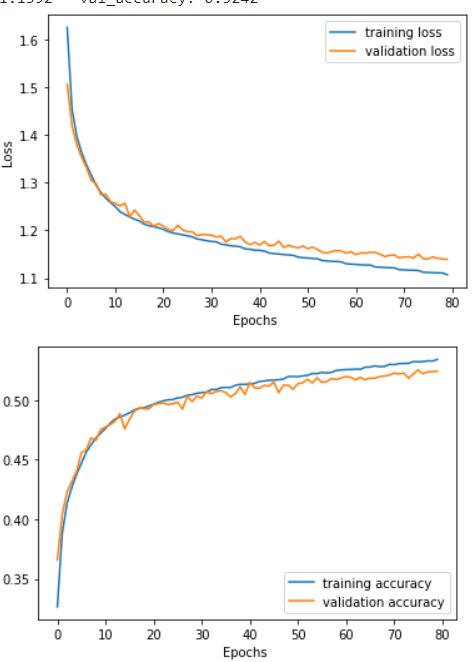 val_accuracy:
1.6
1.5
1.4
1.3
1.2
1.1
Loss
training loss
validation loss
0 10 20 30 40 50 60 70 80
Epochs
0.50
0.45
0.40
0.35
training accuracy
validation accuracy
0 10 20 30 40 50 60 70 80
Epochs